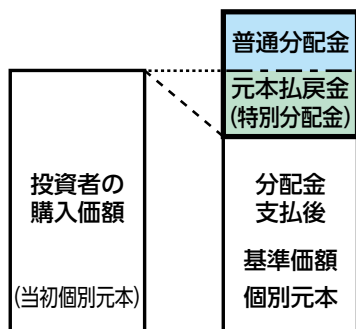 普通分配金
元本払戻金
(特別分配金)
投資者の
購入価額
(当初個別元本)
分配金
支払後
基準価額
個別元本